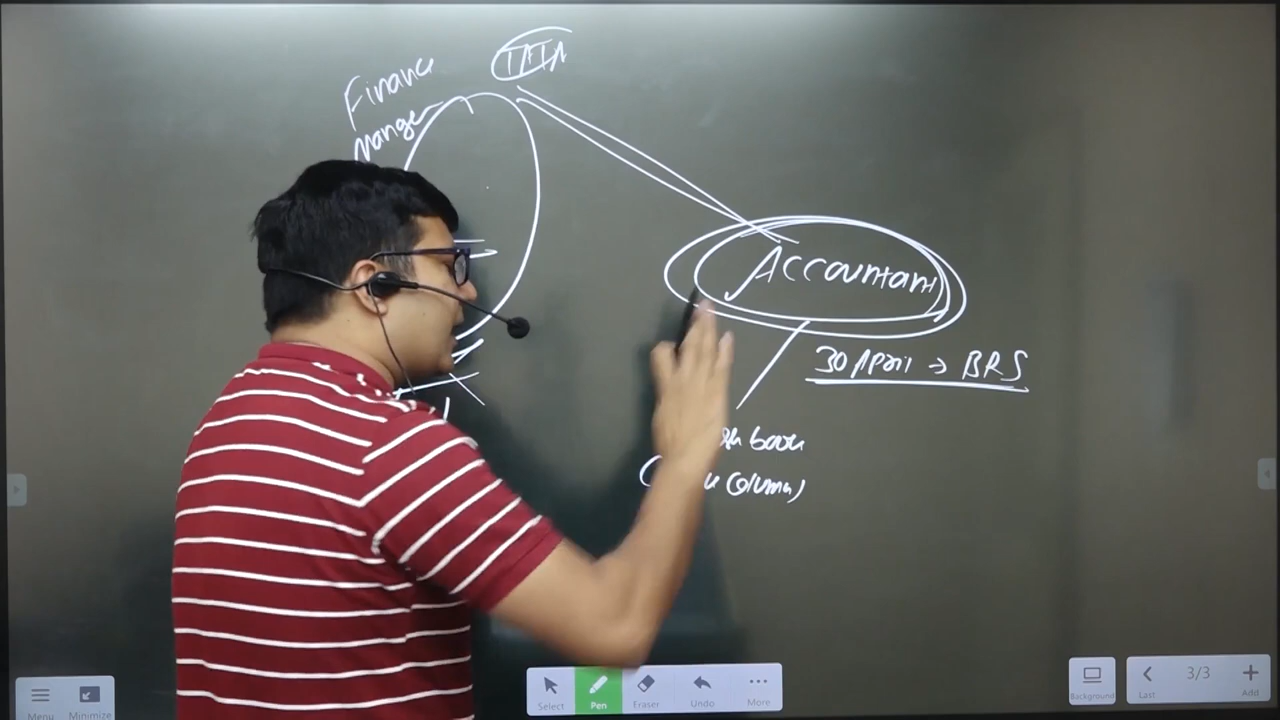 TATA
Finance
Manger
Accountant
30 April → BRS
book
Column)
Select
Pen
Eraser
Undo
More
Menu
Minimize
Background
Last
3/3
Add